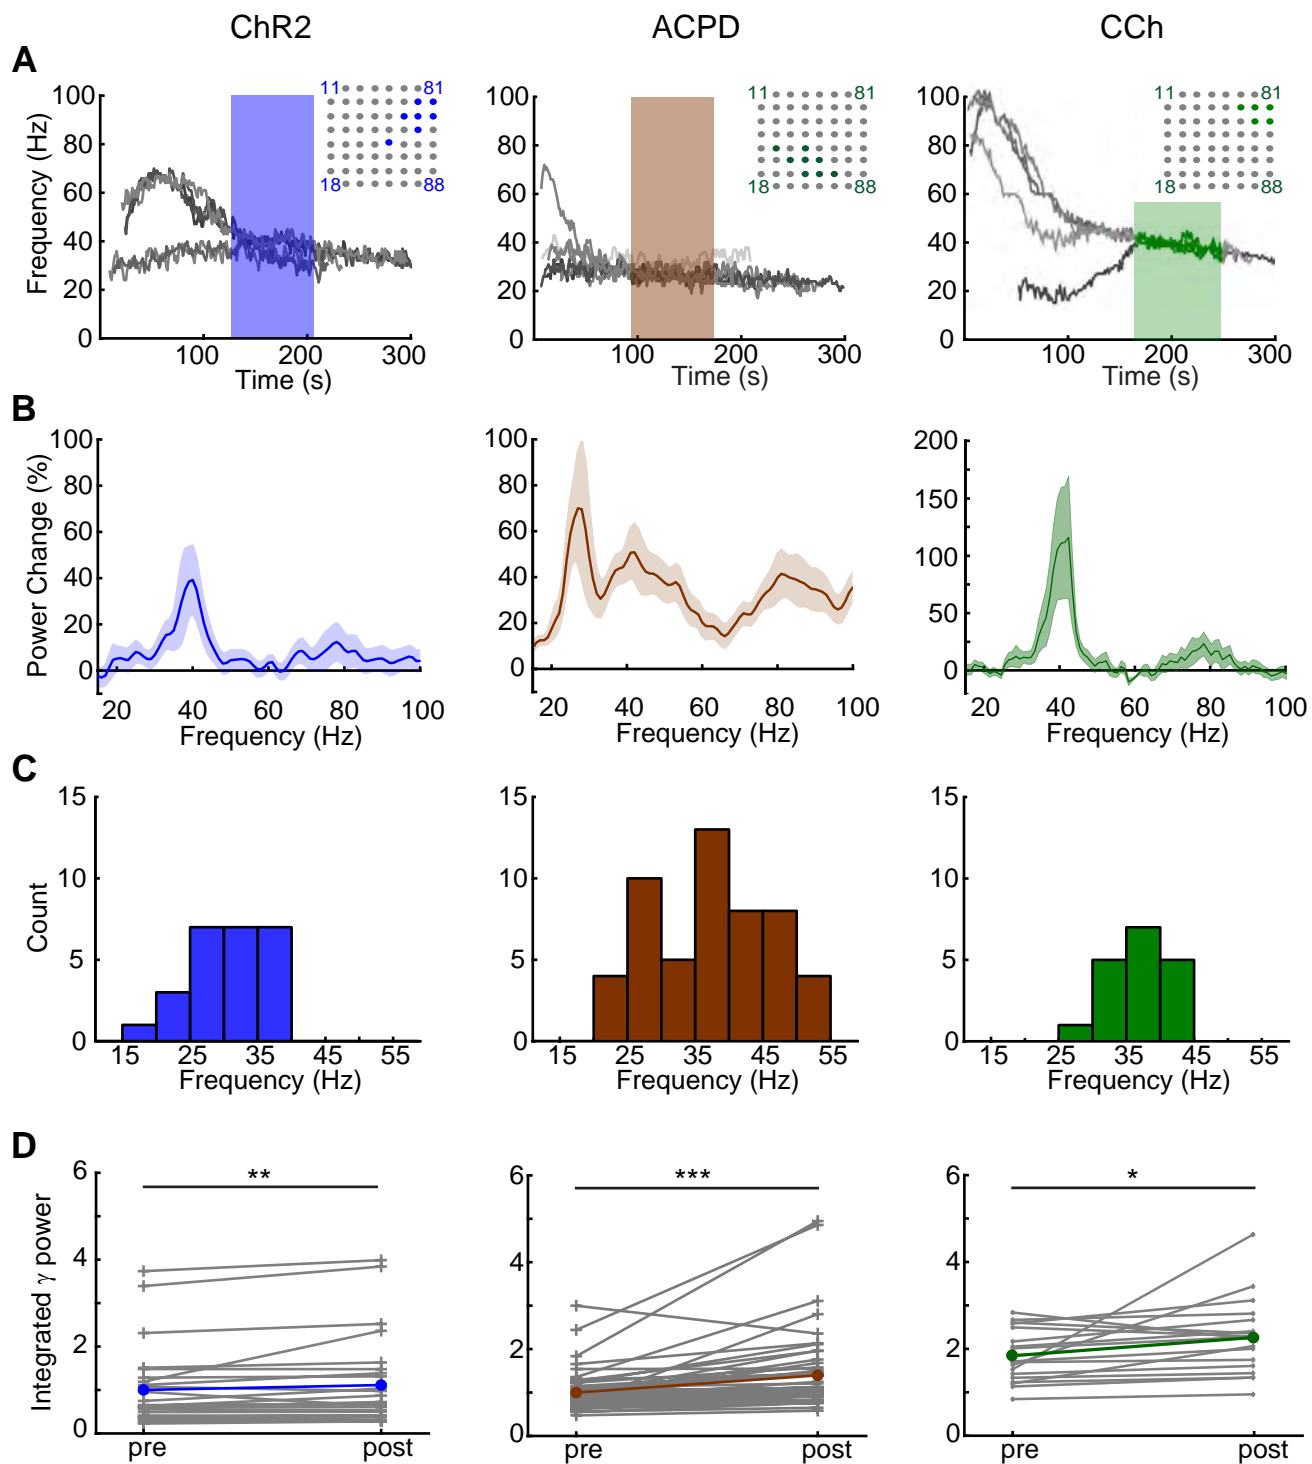 ChR2 ACPD CCh
A
Frequency (Hz)
100
80
60
40
20
0
100 200 300
Time (s)
11 81
18 88
100
80
60
40
20
0
100 200 300
Time (s)
11 81
18 88
100
80
60
40
20
0
100 200 300
Time (s)
11 81
18 88
B
Power Change (%)
100
80
60
40
20
0
20 40 60 80 100
Frequency (Hz)
100
80
60
40
20
0
20 40 60 80 100
Frequency (Hz)
200
150
100
50
0
20 40 60 80 100
Frequency (Hz)
C
Count
15
10
5
0
15 25 35 45 55
Frequency (Hz)
15
10
5
0
15 25 35 45 55
Frequency (Hz)
15
10
5
0
15 25 35 45 55
Frequency (Hz)
D
Integrated γ power
6
4
2
0
**
pre post
6
4
2
0
***
pre post
6
4
2
0
*
pre post